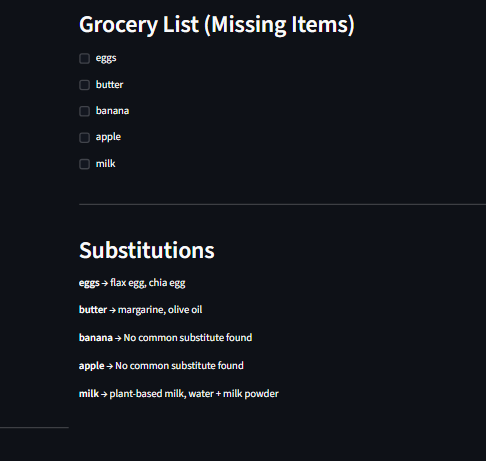 Grocery List (Missing Items)
eggs
butter
banana
apple
milk
Substitutions
eggs → flax egg, chia egg
butter → margarine, olive oil
banana → No common substitute found
apple → No common substitute found
milk → plant-based milk, water + milk powder